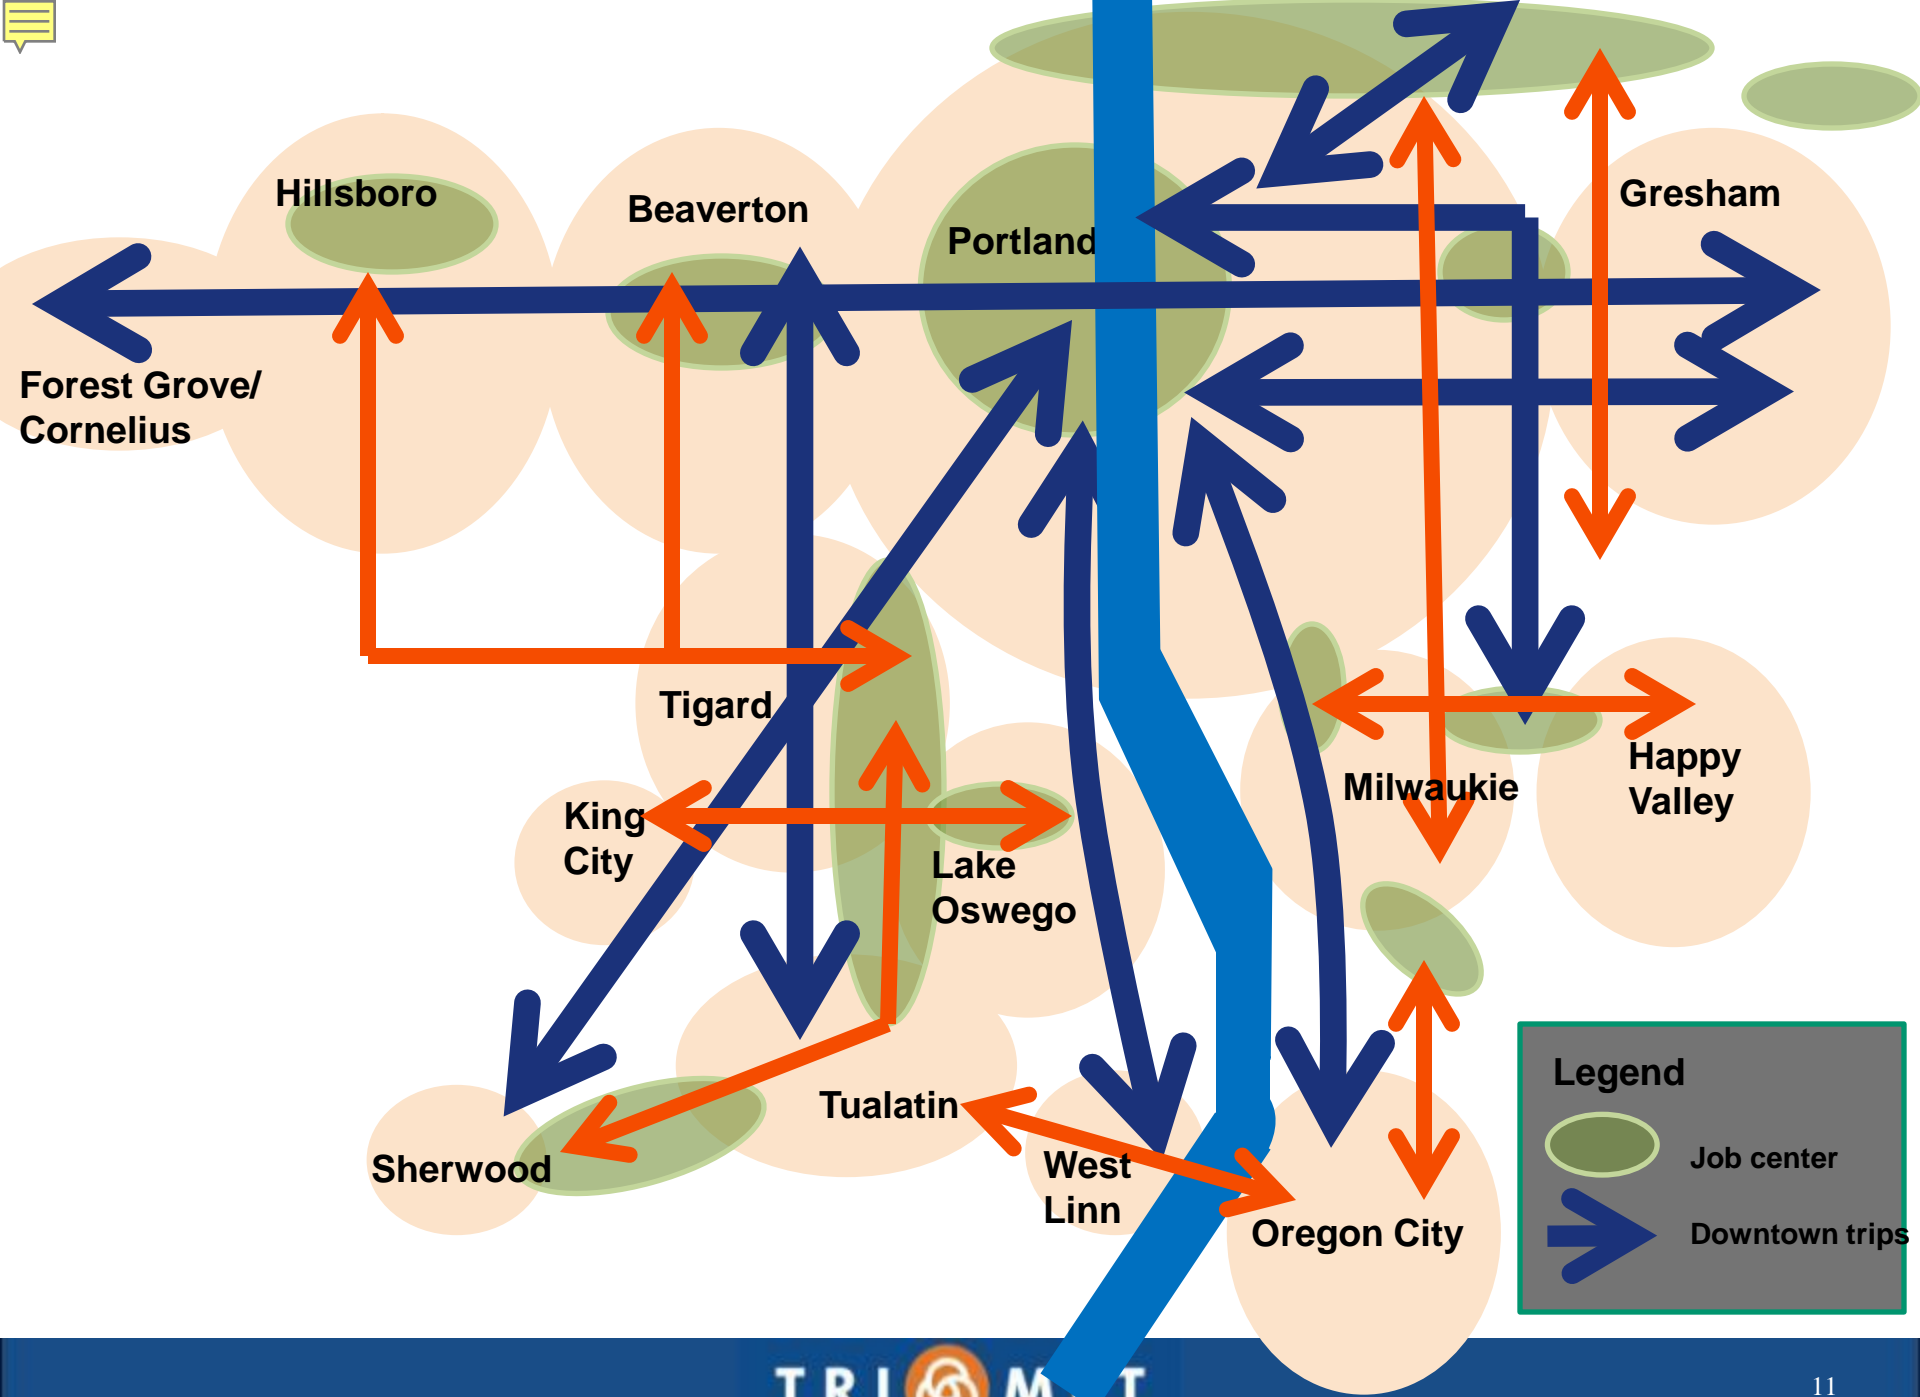 Hillsboro
Beaverton
Portland
Gresham
Forest Grove/
Cornelius
Tigard
King
City
Lake
Oswego
Milwaukie
Happy
Valley
Tualatin
Sherwood
West
Linn
Oregon City
Legend
Job center
Downtown trips
TRI M T
11